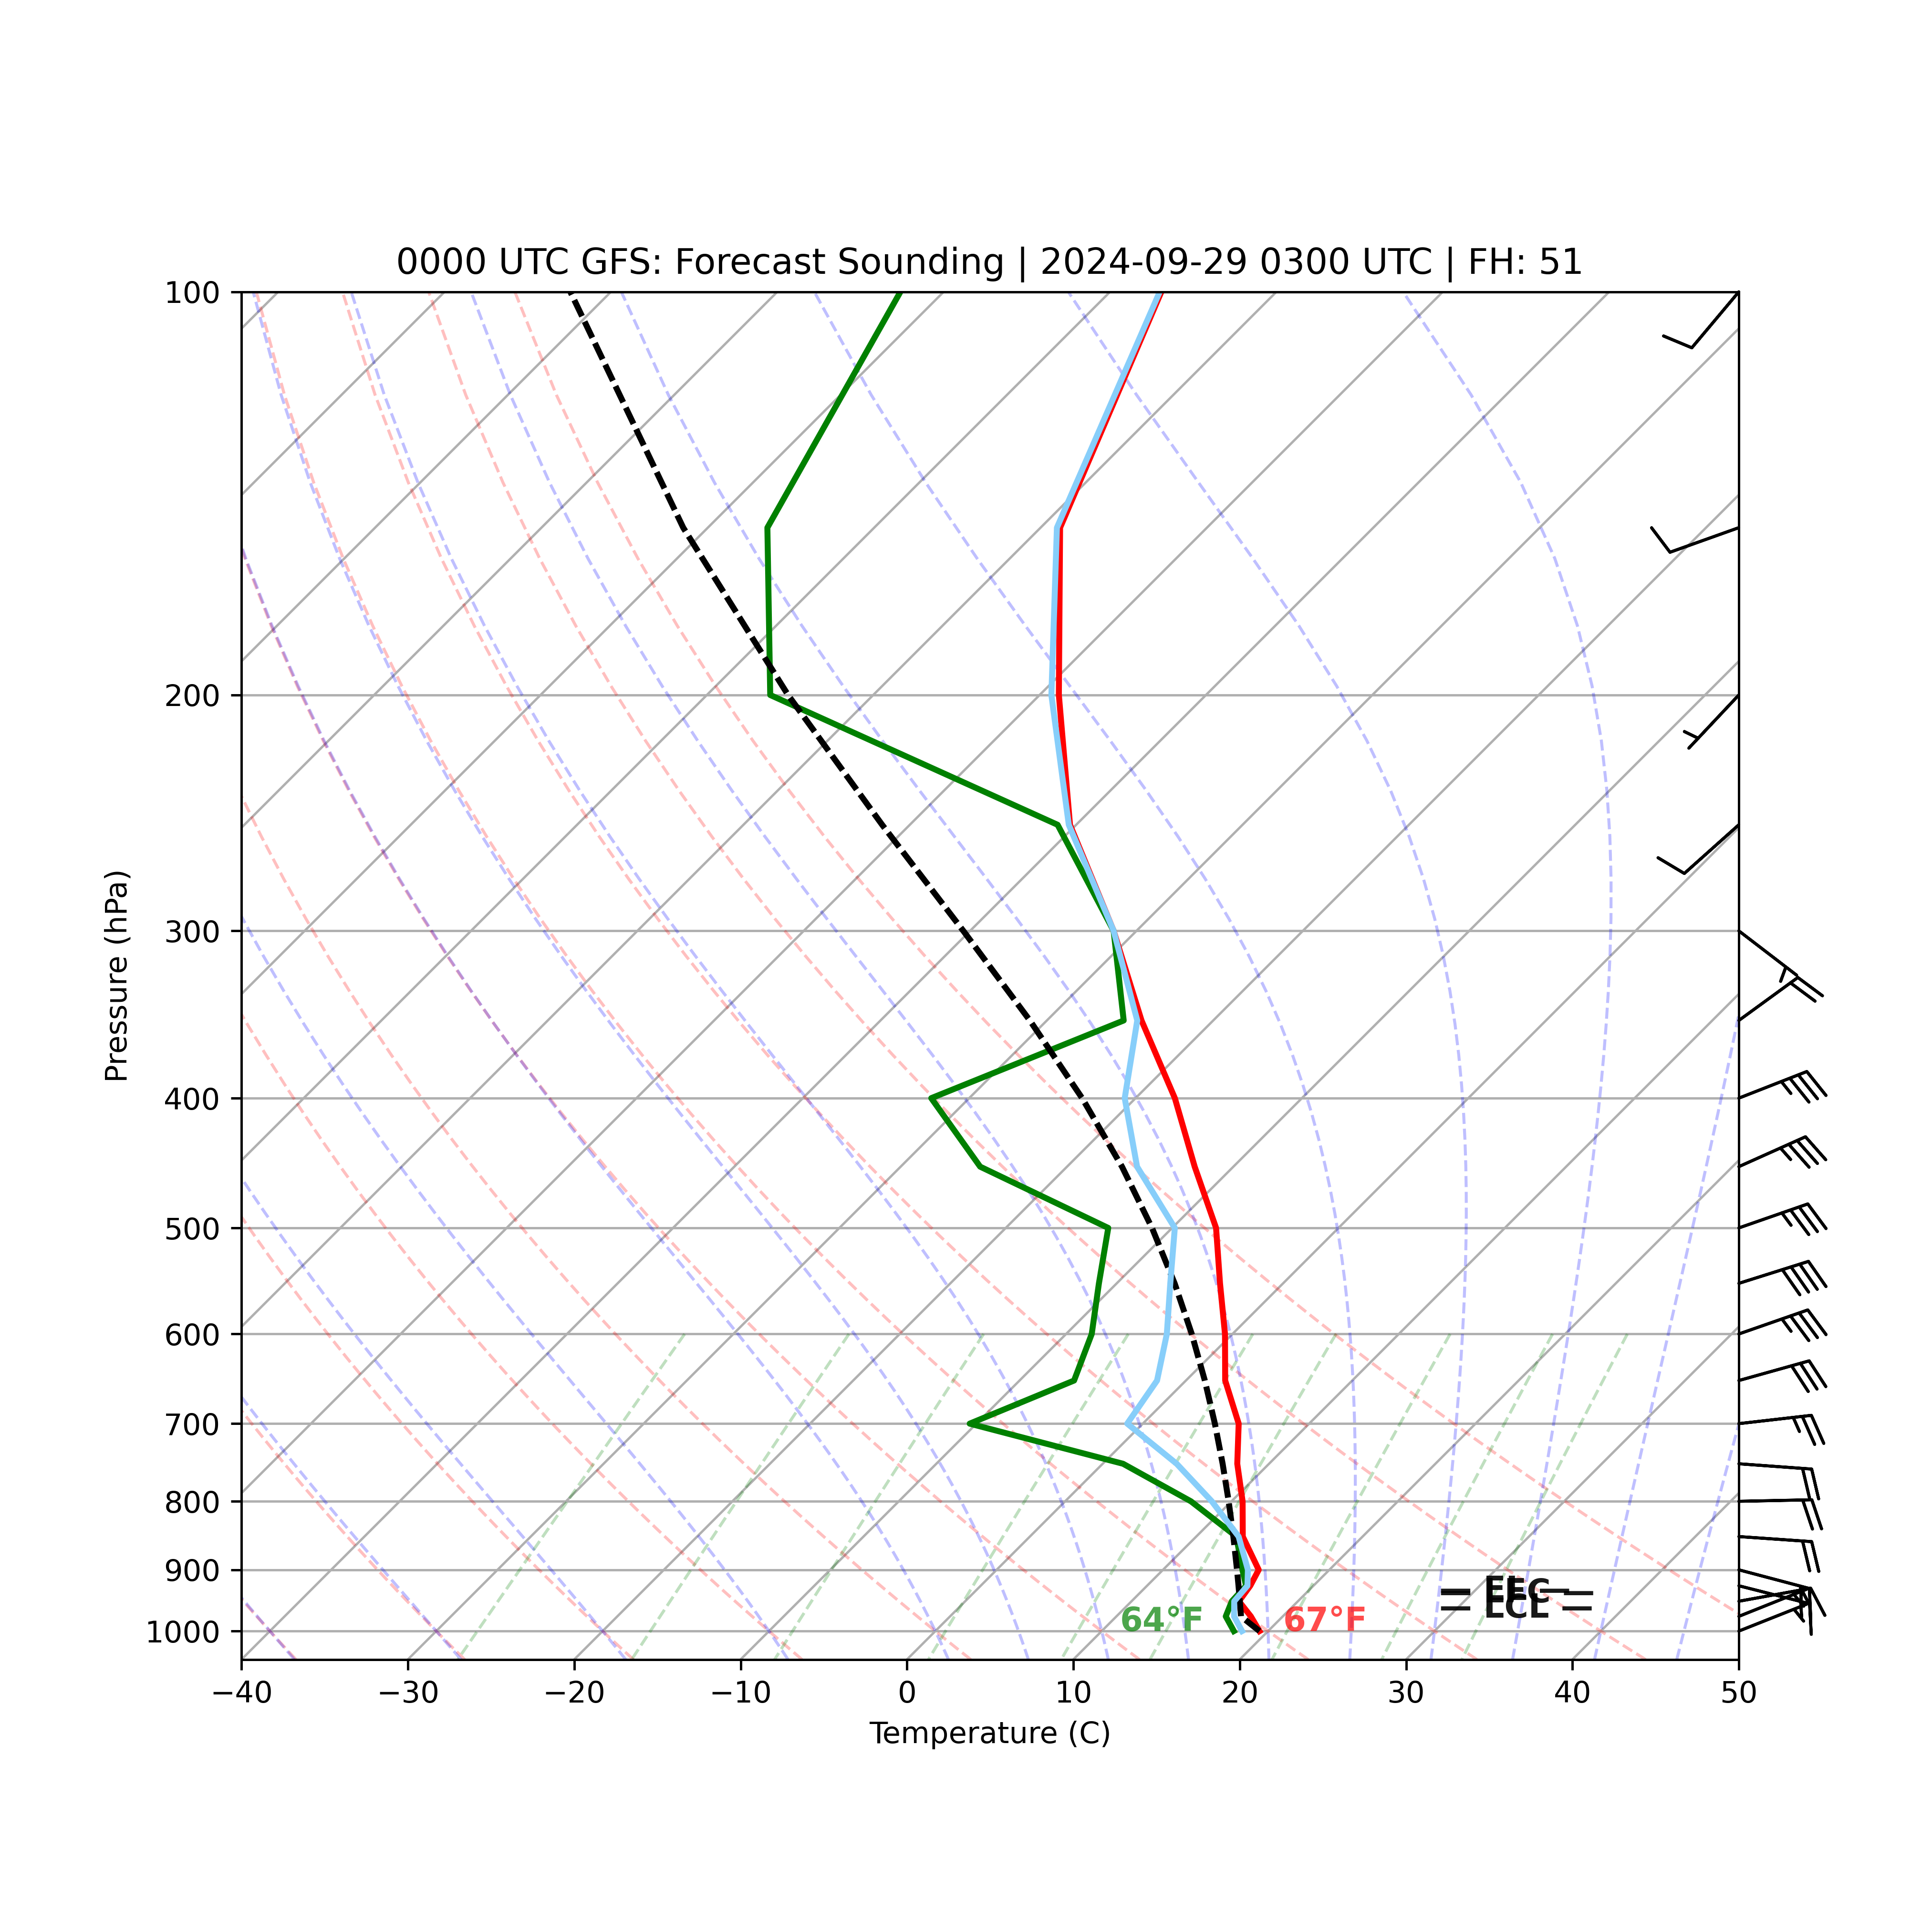 0000 UTC GFS: Forecast Sounding | 2024-09-29 0300 UTC | FH: 51
100
200
300
400
500
600
700
800
900
1000
Pressure (hPa)
64°F
67°F
LCL
−40 −30 −20 −10 0 10 20 30 40 50
Temperature (C)